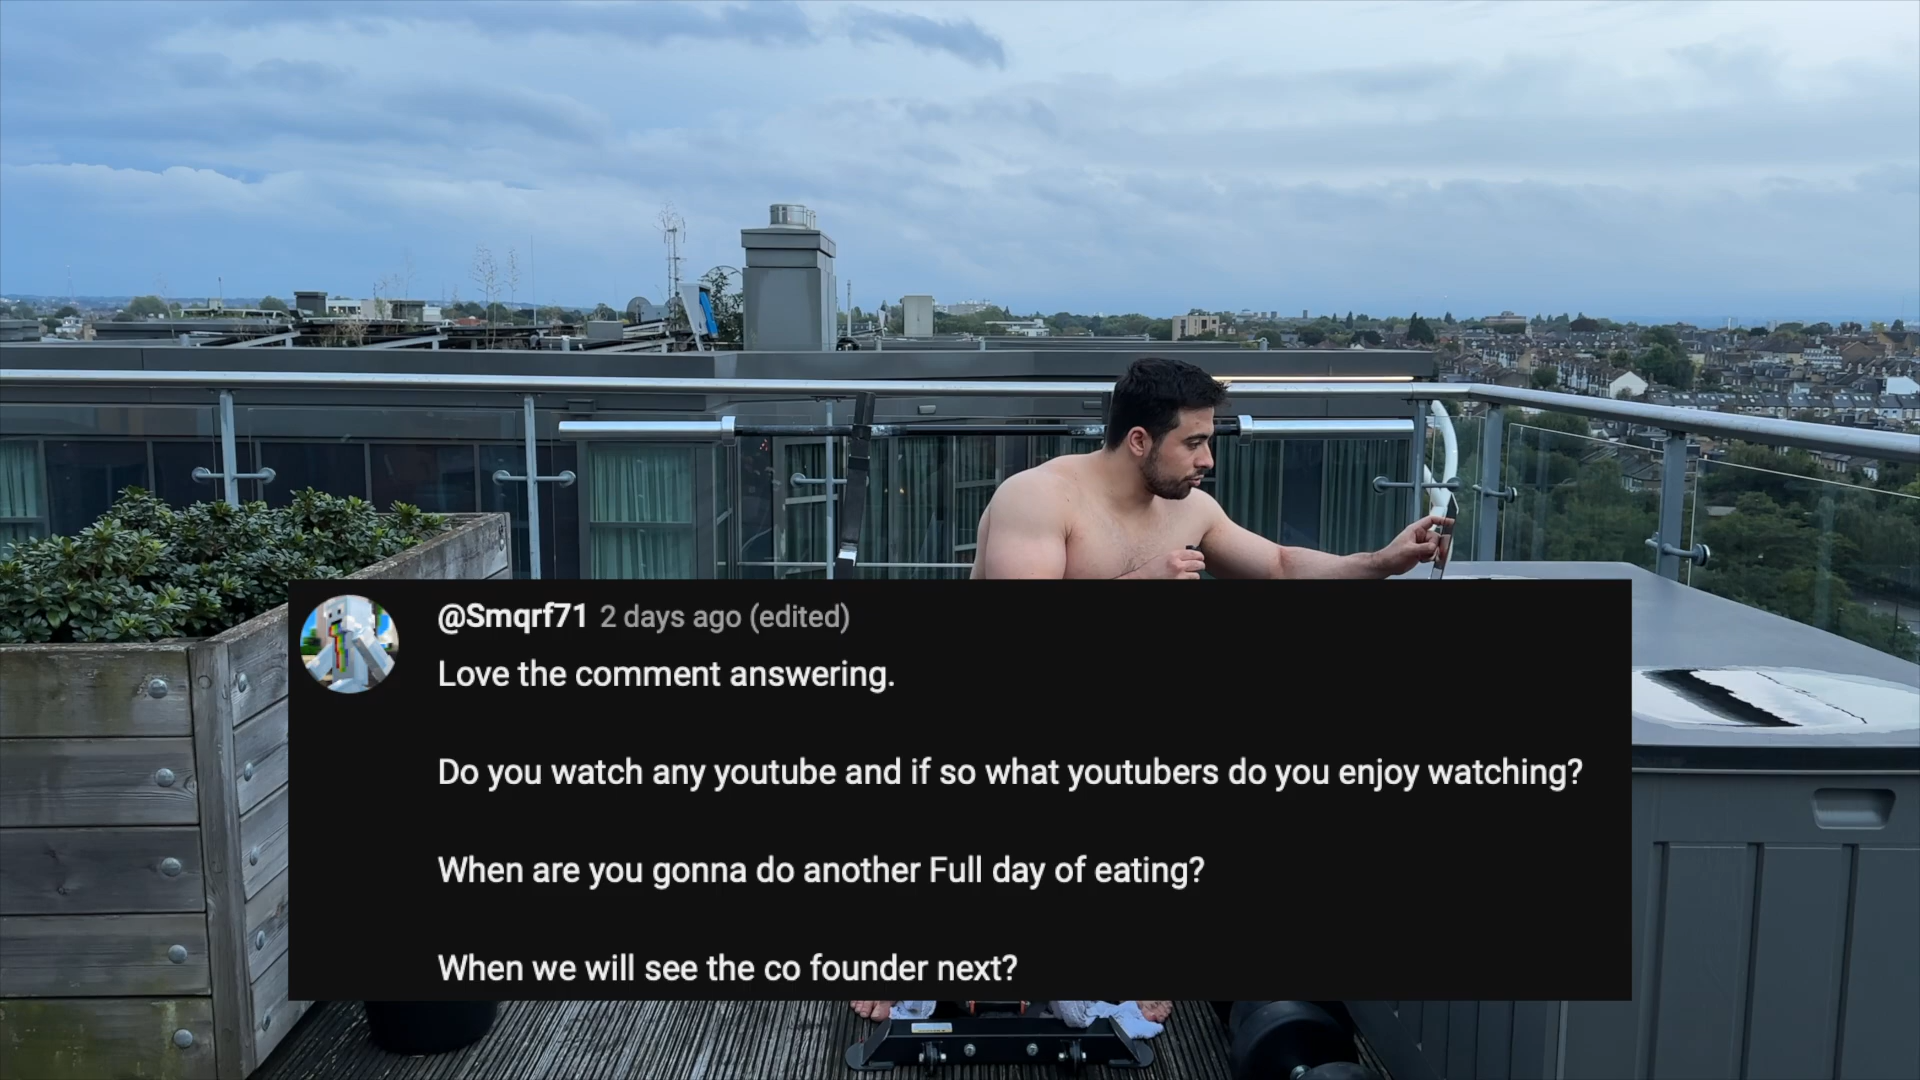 @Smqrf71 2 days ago (edited)
Love the comment answering.
Do you watch any youtube and if so what youtubers do you enjoy watching?
When are you gonna do another Full day of eating?
When we will see the co founder next?